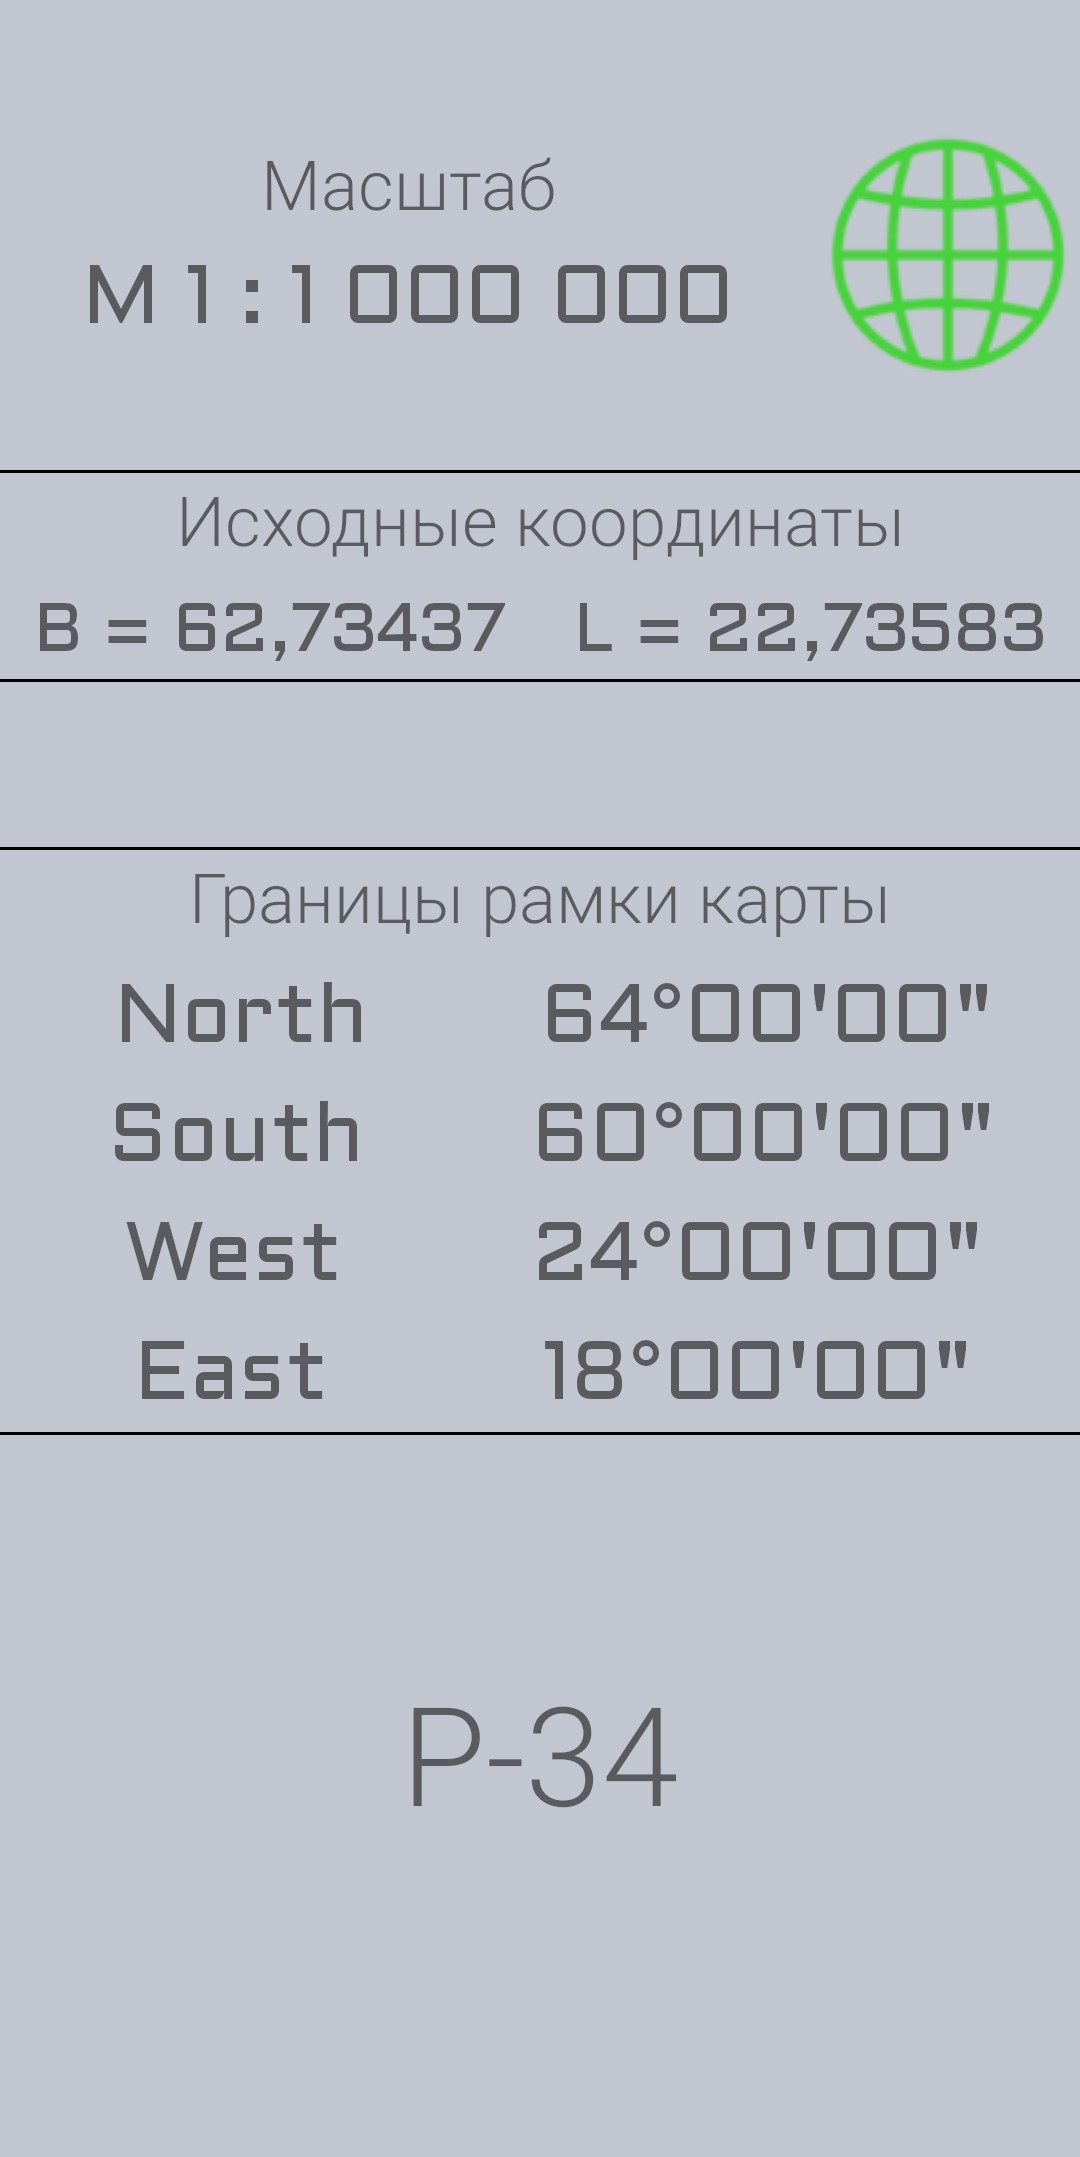 Масштаб
M 1 : 1 000 000
Исходные координаты
B = 62,73437 L = 22,73583
Границы рамки карты
North 64°00'00"
South 60°00'00"
West 24°00'00"
East 18°00'00"
P-34